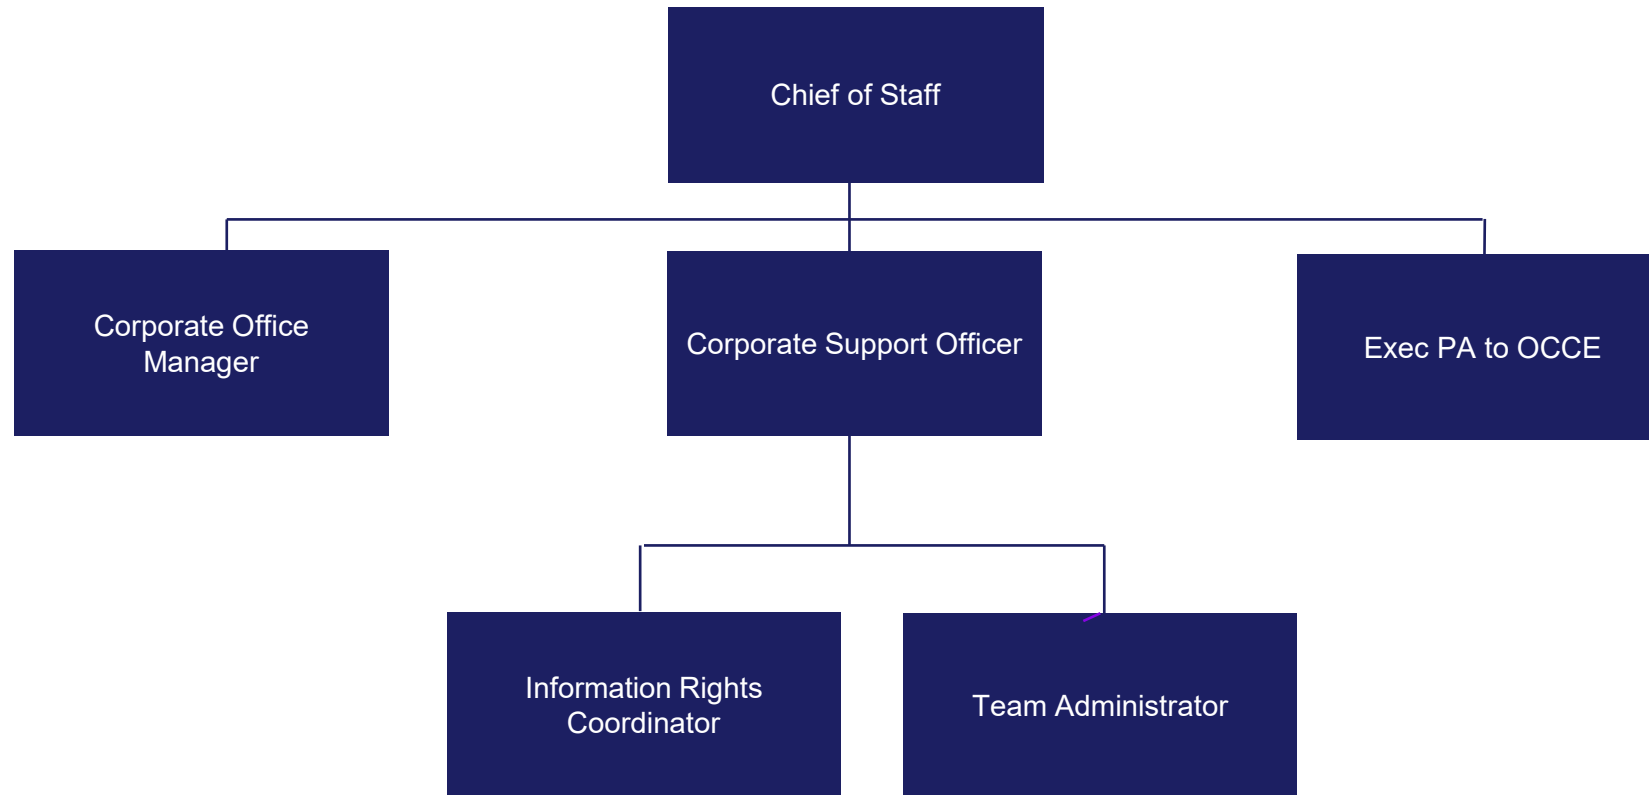 Chief of Staff
Corporate Office
Manager
Corporate Support Officer
Exec PA to OCCE
Information Rights
Coordinator
Team Administrator